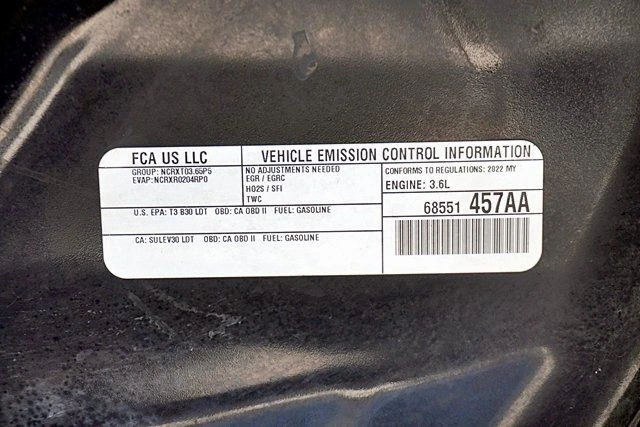 FCA US LLC
VEHICLE EMISSION CONTROL INFORMATION
GROUP: NCRXT03.65P5
EVAP: NCRXR0204RP0
NO ADJUSTMENTS NEEDED
EGR / EGRC
HO2S / SFI
TWC
CONFORMS TO REGULATIONS: 2022 MY
ENGINE: 3.6L
U.S. EPA: T3 B30 LDT OBD: CA OBD II FUEL: GASOLINE
68551 457AA
CA: SULEV30 LDT OBD: CA OBD II FUEL: GASOLINE